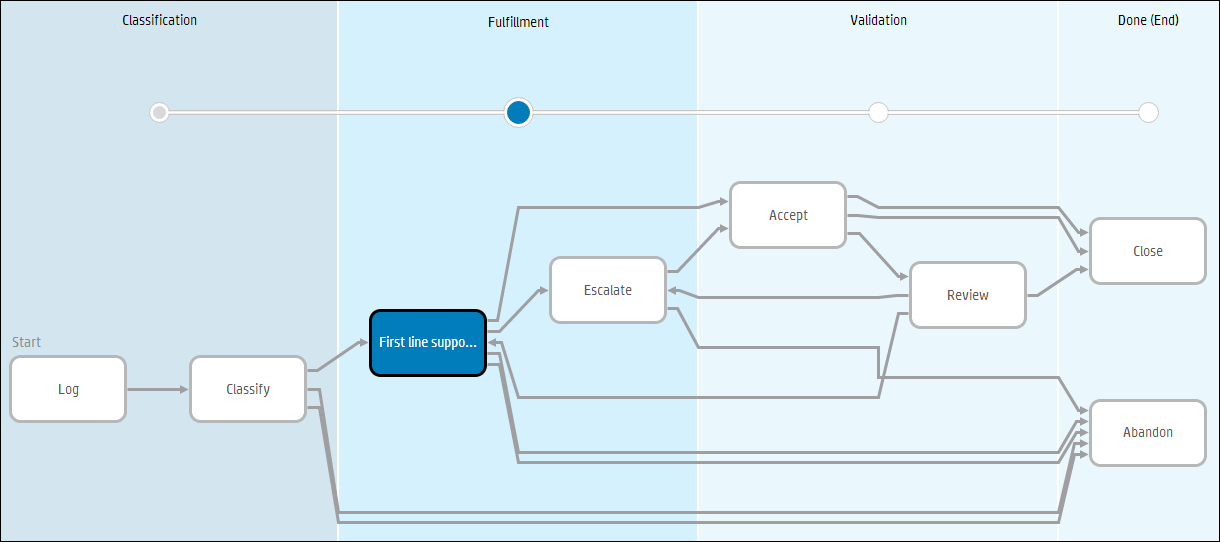 Classification
Fulfillment
Validation
Done (End)
Accept
Close
Escalate
Review
Start
First line suppo...
Log
Classify
Abandon